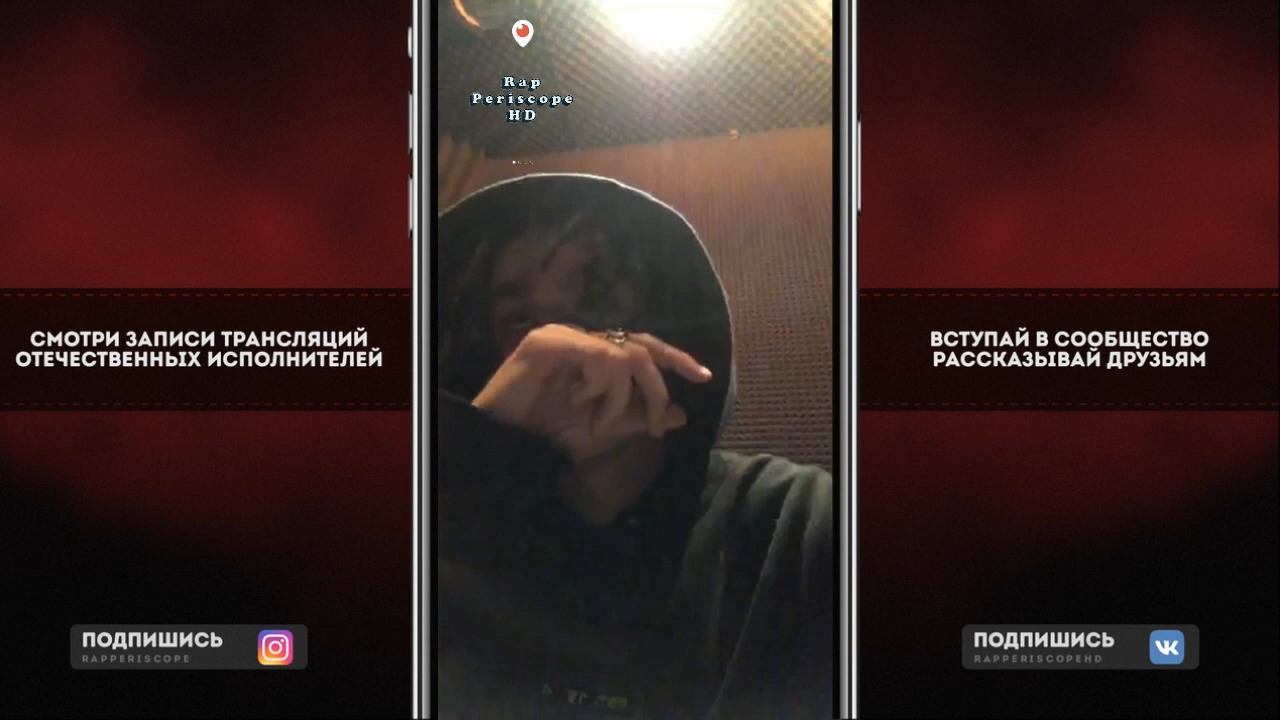 Rap
Periscope
HD
СМОТРИ ЗАПИСИ ТРАНСЛЯЦИЙ
ОТЕЧЕСТВЕННЫХ ИСПОЛНИТЕЛЕЙ
ВСТУПАЙ В СООБЩЕСТВО
РАССКАЗЫВАЙ ДРУЗЬЯМ
ПОДПИШИСЬ
RAPPERISCOPE
ПОДПИШИСЬ
RAPPERISCOPEHD